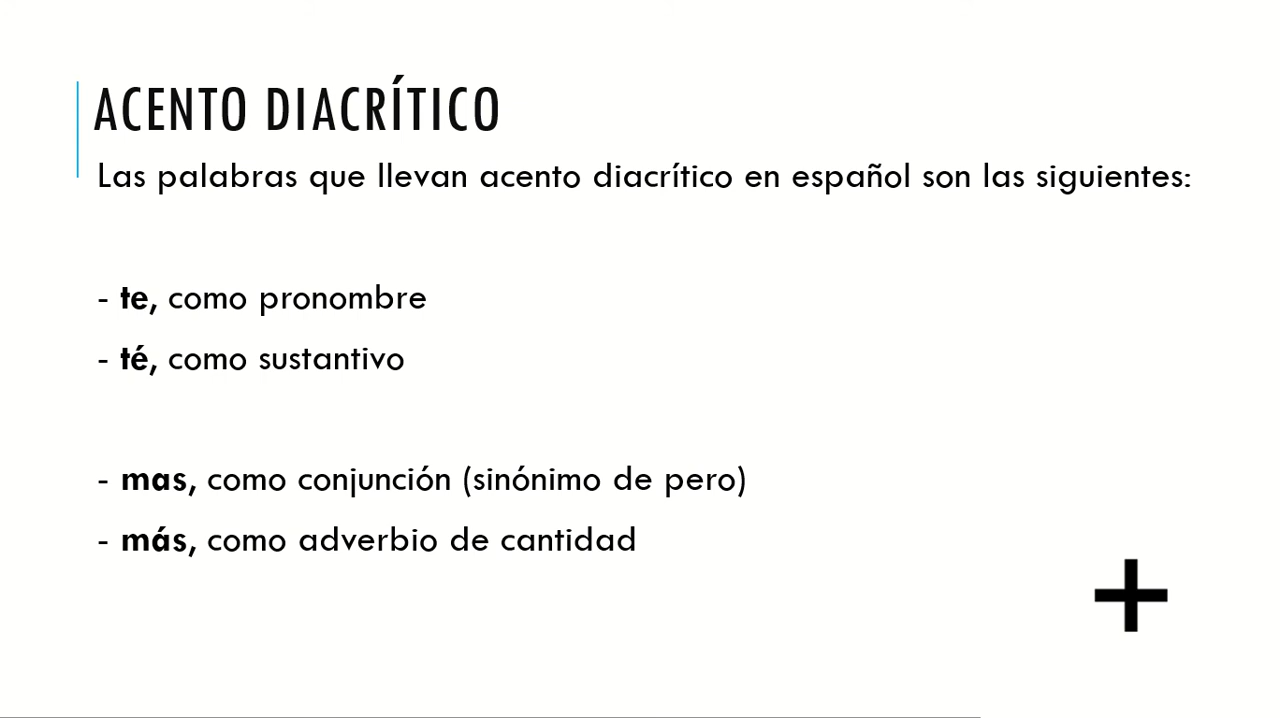 ACENTO DIACRÍTICO
Las palabras que llevan acento diacrítico en español son las siguientes:
- te, como pronombre
- té, como sustantivo
- mas, como conjunción (sinónimo de pero)
- más, como adverbio de cantidad
+